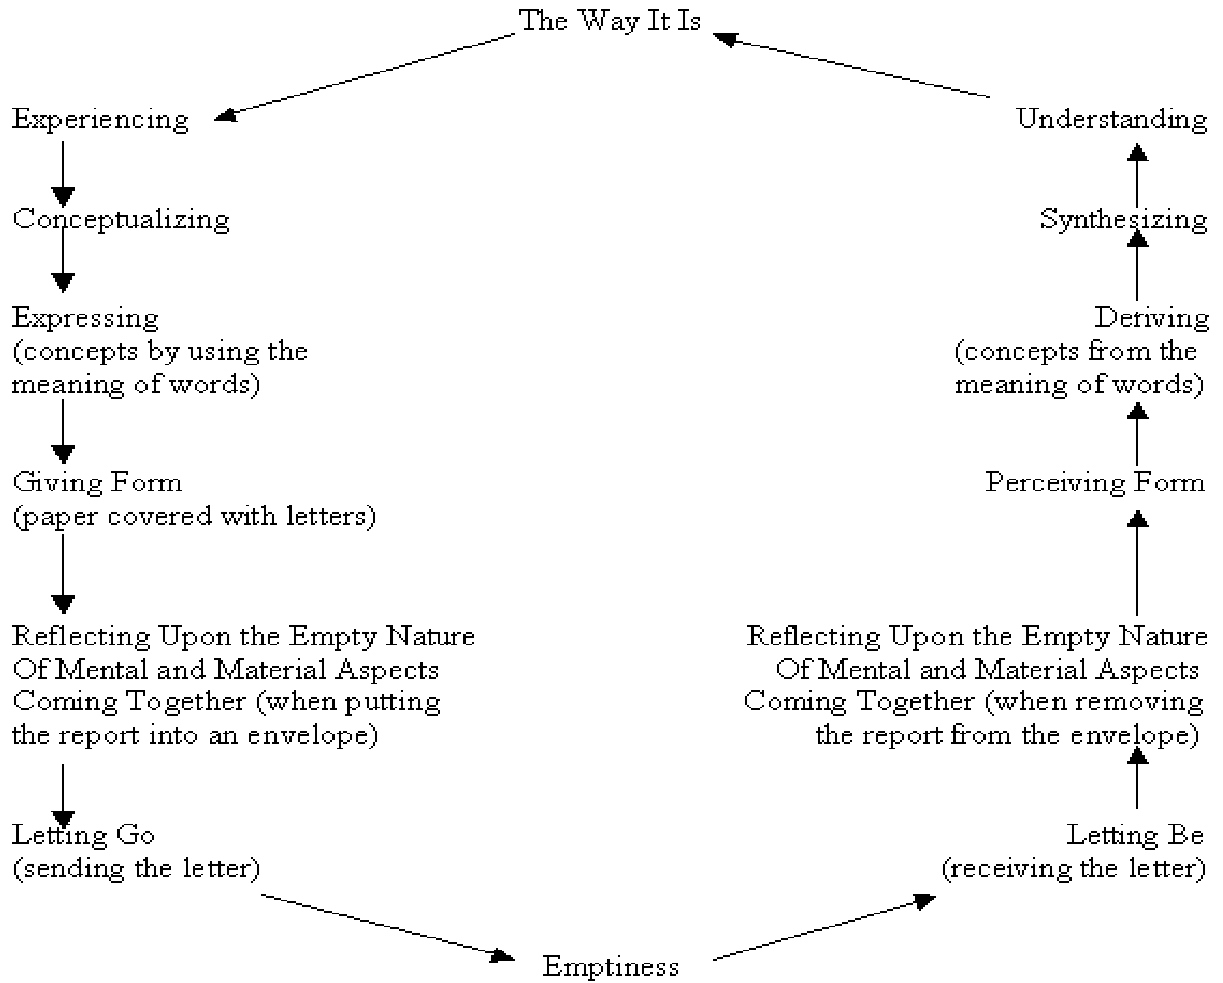 The Way It Is
Experiencing
Conceptualizing
Expressing
(concepts by using the
meaning of words)
Giving Form
(paper covered with letters)
Reflecting Upon the Empty Nature
Of Mental and Material Aspects
Coming Together (when putting
the report into an envelope)
Letting Go
(sending the letter)
Emptiness
Understanding
Synthesizing
Deriving
(concepts from the
meaning of words)
Perceiving Form
Reflecting Upon the Empty Nature
Of Mental and Material Aspects
Coming Together (when removing
the report from the envelope)
Letting Be
(receiving the letter)